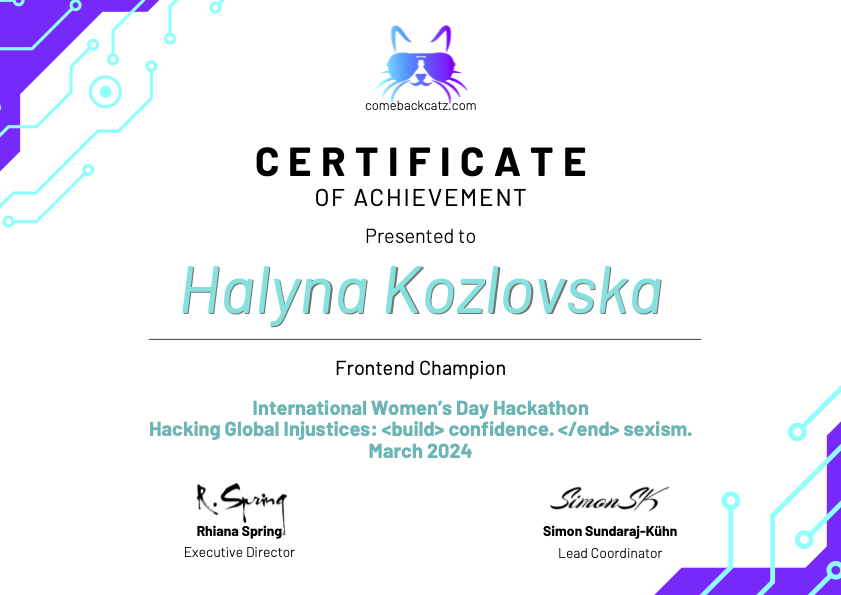 comebackcatz.com
CERTIFICATE
OF ACHIEVEMENT
Presented to
Halyna Kozlovska
Frontend Champion
International Women’s Day Hackathon
Hacking Global Injustices: <build> confidence. </end> sexism.
March 2024
R. Spring
SimonSK
Rhiana Spring
Simon Sundaraj-Kühn
Executive Director
Lead Coordinator